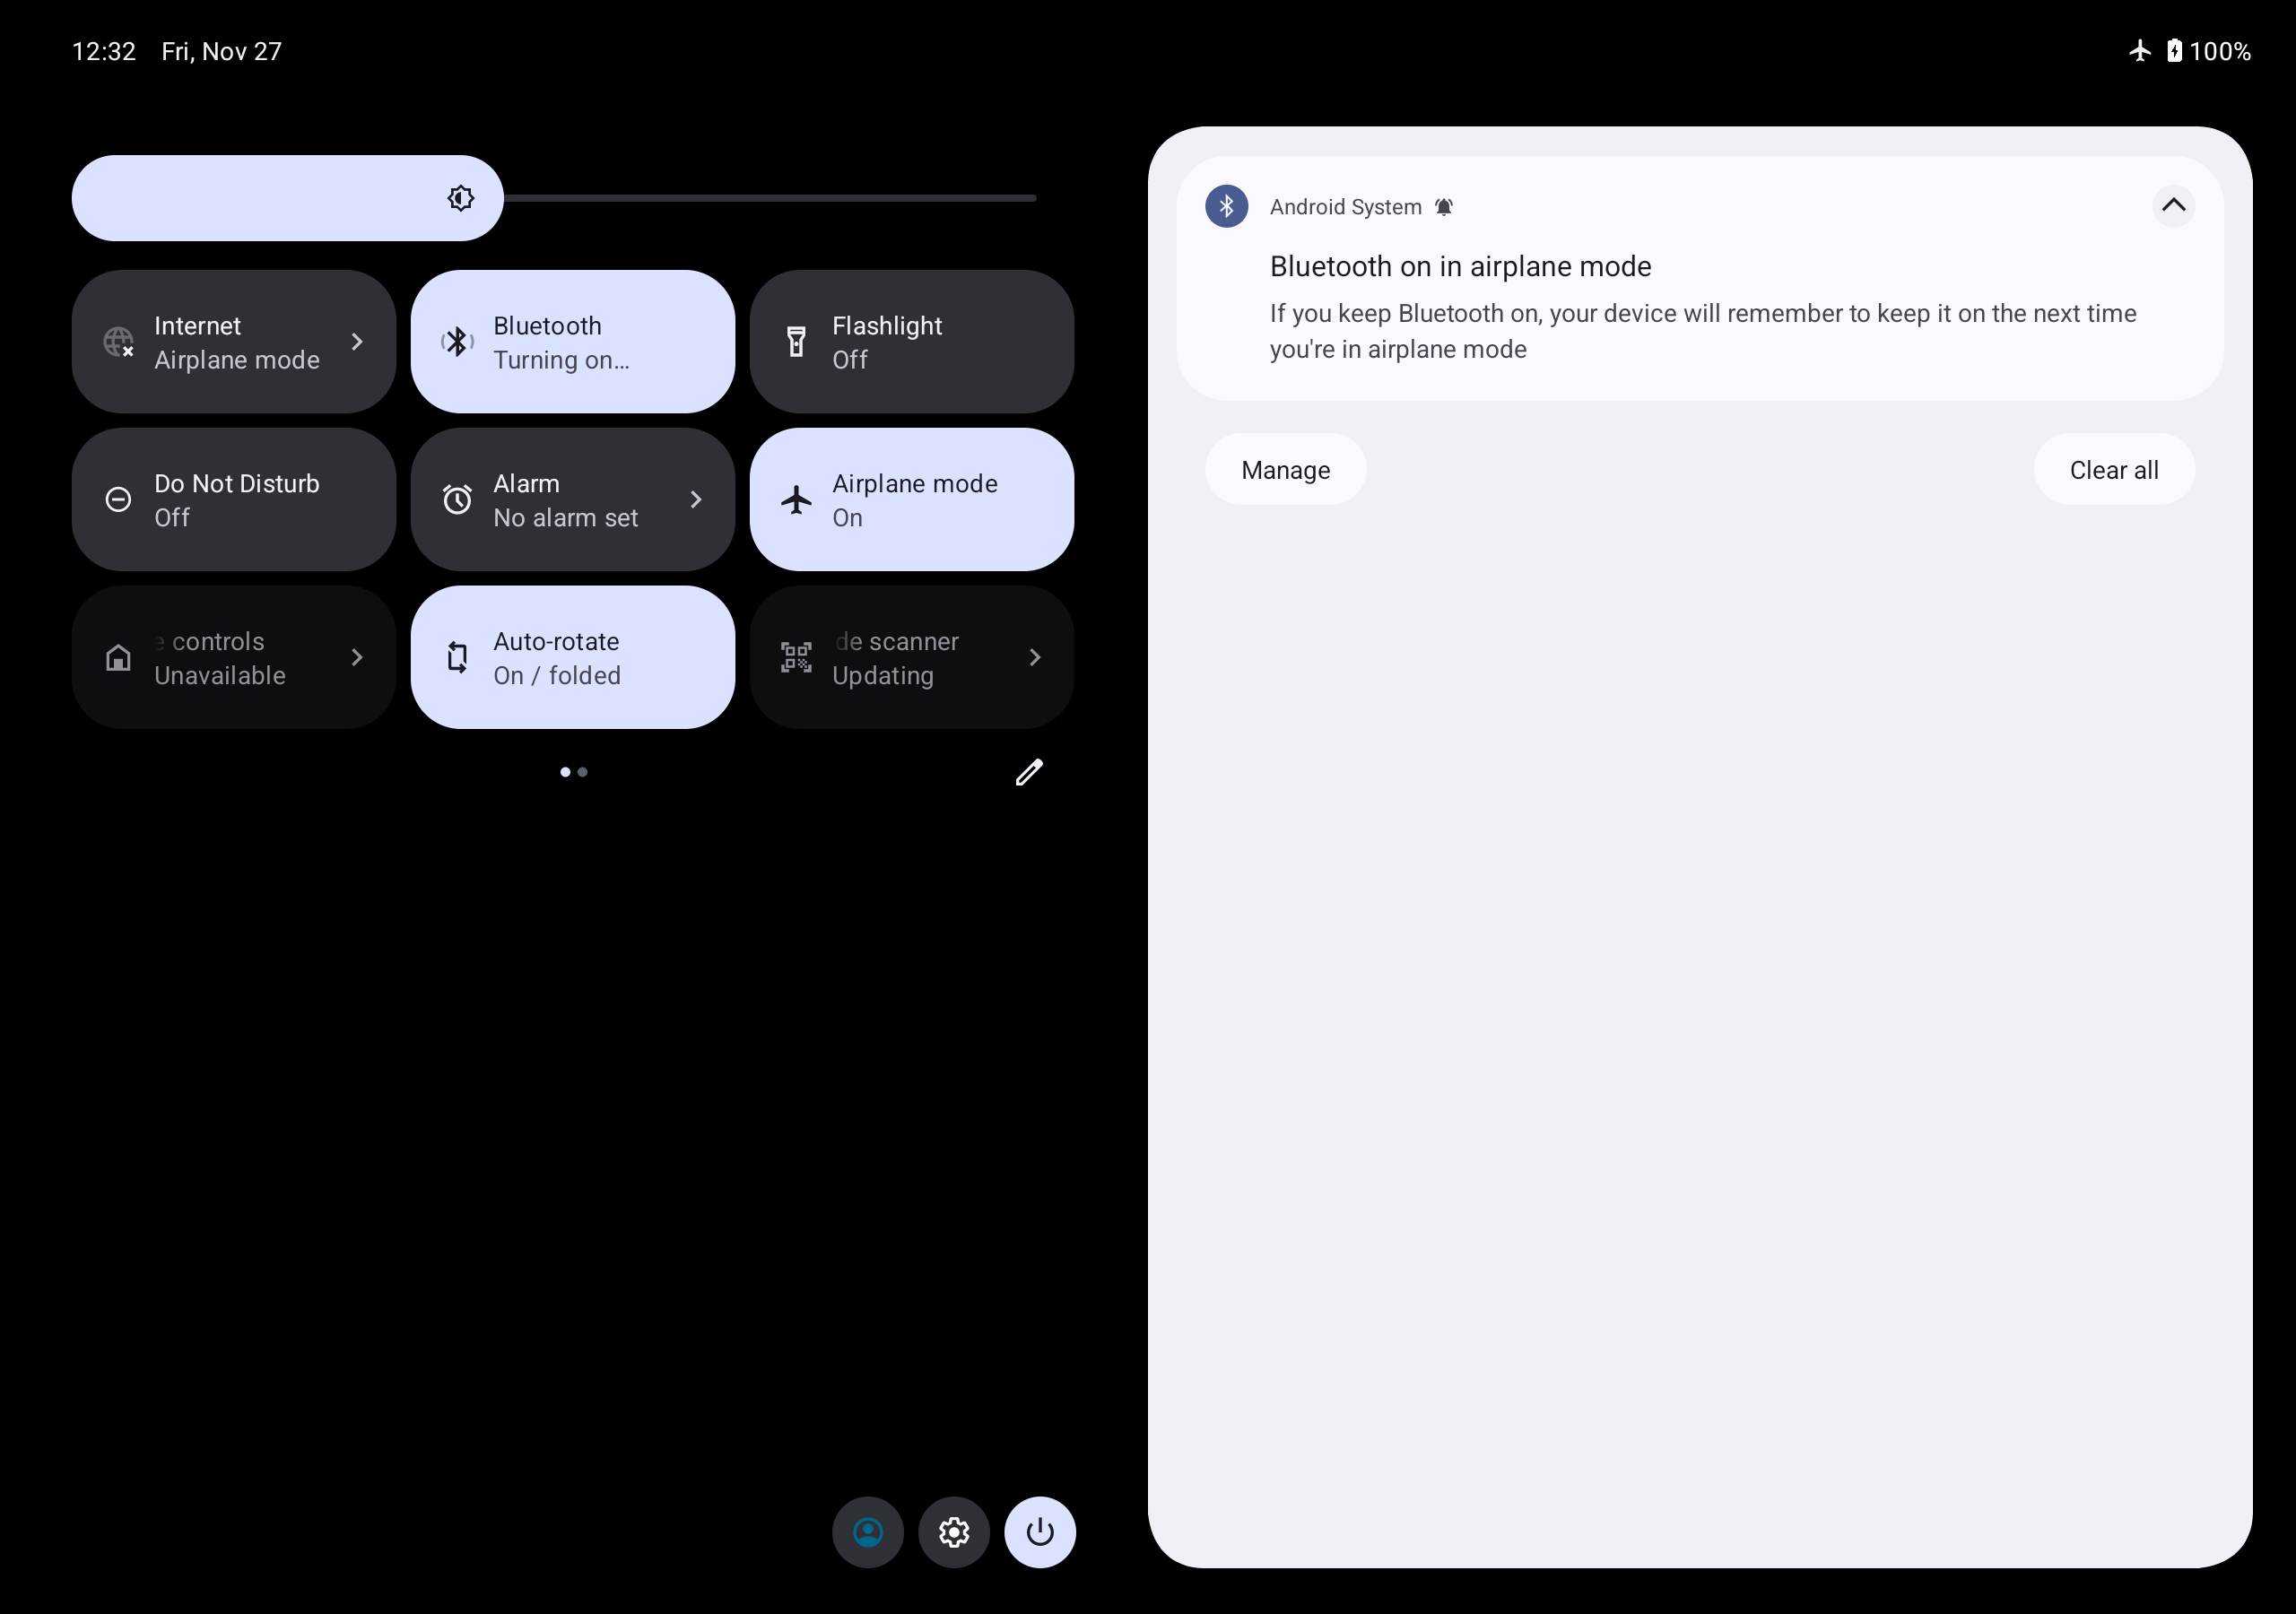 12:32 Fri, Nov 27
100%
Internet
Airplane mode
Bluetooth
Turning on...
Flashlight
Off
Do Not Disturb
Off
Alarm
No alarm set
Airplane mode
On
controls
Unavailable
Auto-rotate
On / folded
de scanner
Updating
Android System
Bluetooth on in airplane mode
If you keep Bluetooth on, your device will remember to keep it on the next time
you're in airplane mode
Manage
Clear all